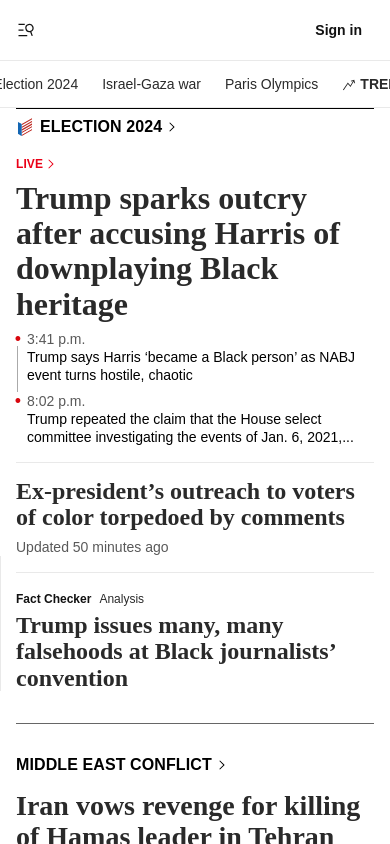 Sign in
Election 2024 Israel-Gaza war Paris Olympics
ELECTION 2024
LIVE
Trump sparks outcry
after accusing Harris of
downplaying Black
heritage
3:41 p.m.
Trump says Harris ‘became a Black person’ as NABJ
event turns hostile, chaotic
8:02 p.m.
Trump repeated the claim that the House select
committee investigating the events of Jan. 6, 2021,...
Ex-president’s outreach to voters
of color torpedoed by comments
Updated 50 minutes ago
Fact Checker Analysis
Trump issues many, many
falsehoods at Black journalists’
convention
MIDDLE EAST CONFLICT
Iran vows revenge for killing
of Hamas leader in Tehran